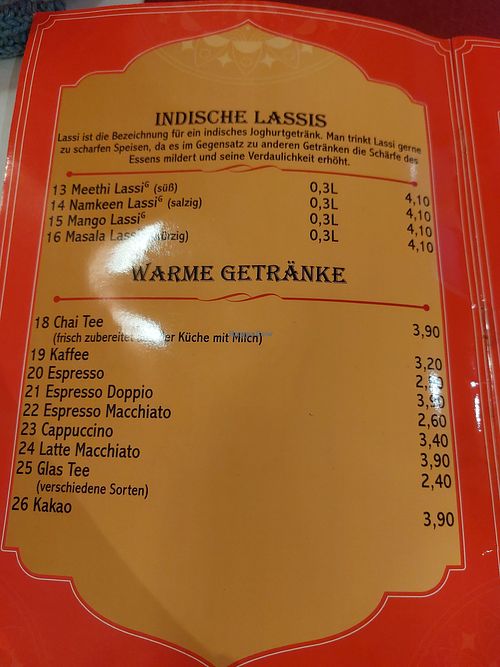 INDISCHE LASSIS
Lassi ist die Bezeichnung für ein indisches Joghurtgetränk. Man trinkt Lassi gerne
zu scharfen Speisen, da es im Gegensatz zu anderen Getränken die Schärfe des
Essens mildert und seine Verdaulichkeit erhöht.
13 Meethi Lassi⁶ (süß) 0,3L 4,10
14 Namkeen Lassi⁶ (salzig) 0,3L 4,10
15 Mango Lassi⁶ 0,3L 4,10
16 Masala 0,3L 4,10
WARME GETRÄNKE
18 Chai Tee 3,90
(frisch zubereitet Küche mit Milch)
19 Kaffee 3,20
20 Espresso
21 Espresso Doppio
22 Espresso Macchiato 2,60
23 Cappuccino 3,40
24 Latte Macchiato 3,90
25 Glas Tee 2,40
(verschiedene Sorten)
26 Kakao 3,90